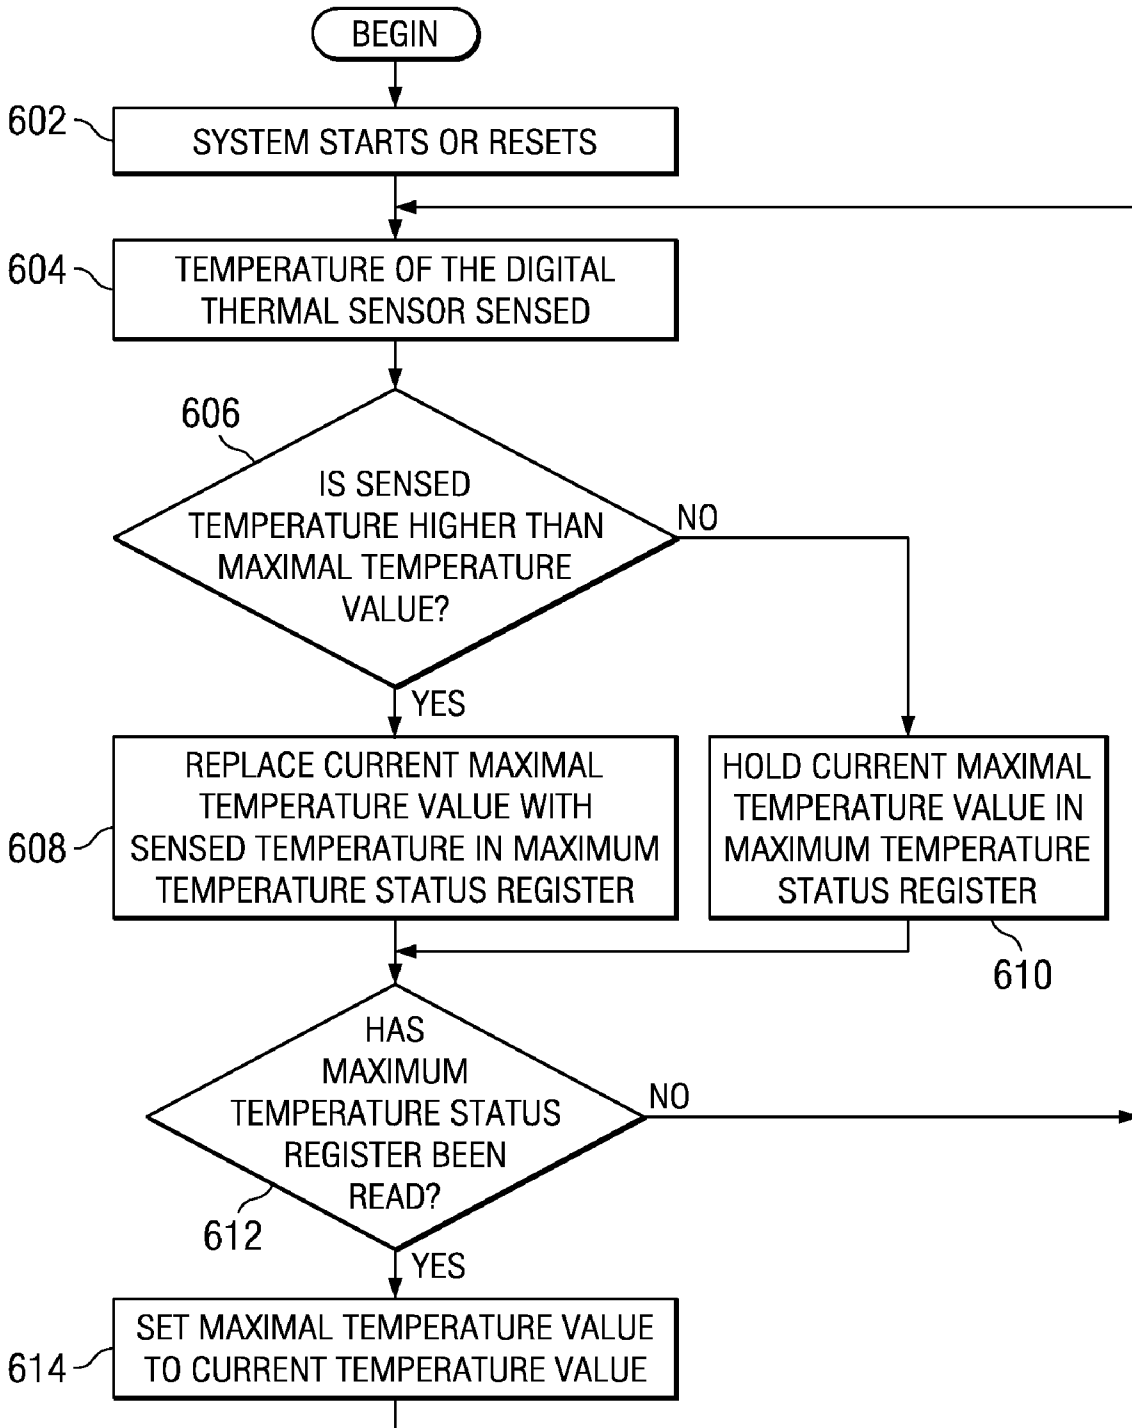 BEGIN
602
SYSTEM STARTS OR RESETS
604
TEMPERATURE OF THE DIGITAL
THERMAL SENSOR SENSED
606
IS SENSED
TEMPERATURE HIGHER THAN
MAXIMAL TEMPERATURE
VALUE?
NO
YES
608
REPLACE CURRENT MAXIMAL
TEMPERATURE VALUE WITH
SENSED TEMPERATURE IN MAXIMUM
TEMPERATURE STATUS REGISTER
HOLD CURRENT MAXIMAL
TEMPERATURE VALUE IN
MAXIMUM TEMPERATURE
STATUS REGISTER
610
HAS
MAXIMUM
TEMPERATURE STATUS
REGISTER BEEN
READ?
NO
612
YES
614
SET MAXIMAL TEMPERATURE VALUE
TO CURRENT TEMPERATURE VALUE